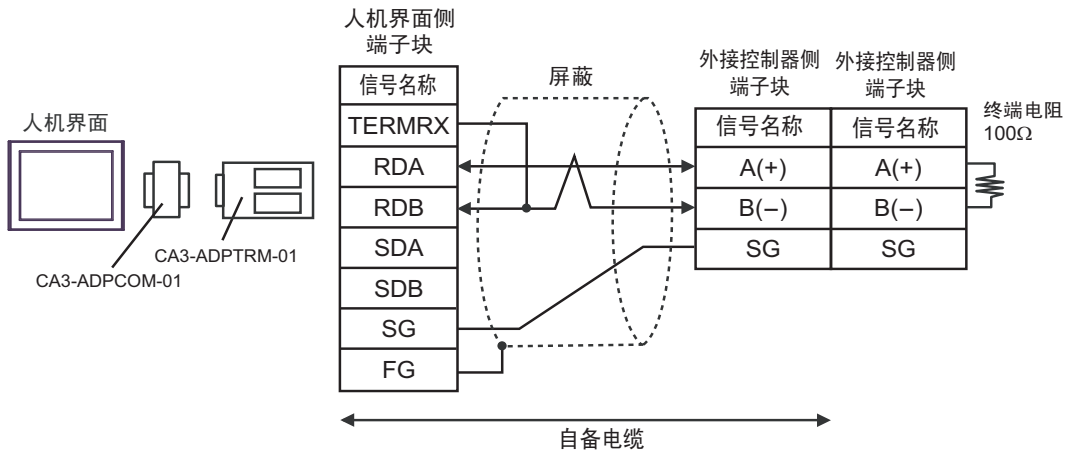 人机界面
CA3-ADPCOM-01
CA3-ADPTRM-01
人机界面侧
端子块
信号名称
TERMRX
RDA
RDB
SDA
SDB
SG
FG
屏蔽
外接控制器侧
端子块
信号名称
A(+)
B(−)
SG
外接控制器侧
端子块
信号名称
A(+)
B(−)
SG
终端电阻
100Ω
自备电缆